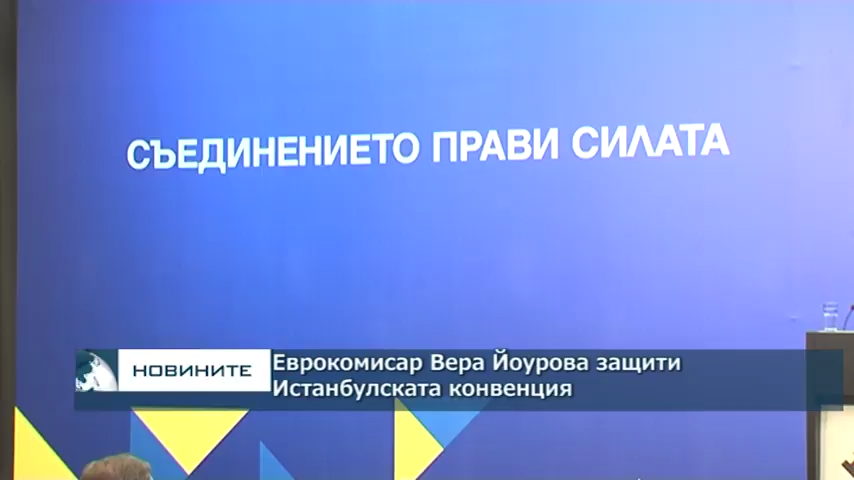 СЪЕДИНЕНИЕТО ПРАВИ СИЛАТА
НОВИНИТЕ
Еврокомисар Вера Йоурова защити
Истанбулската конвенция